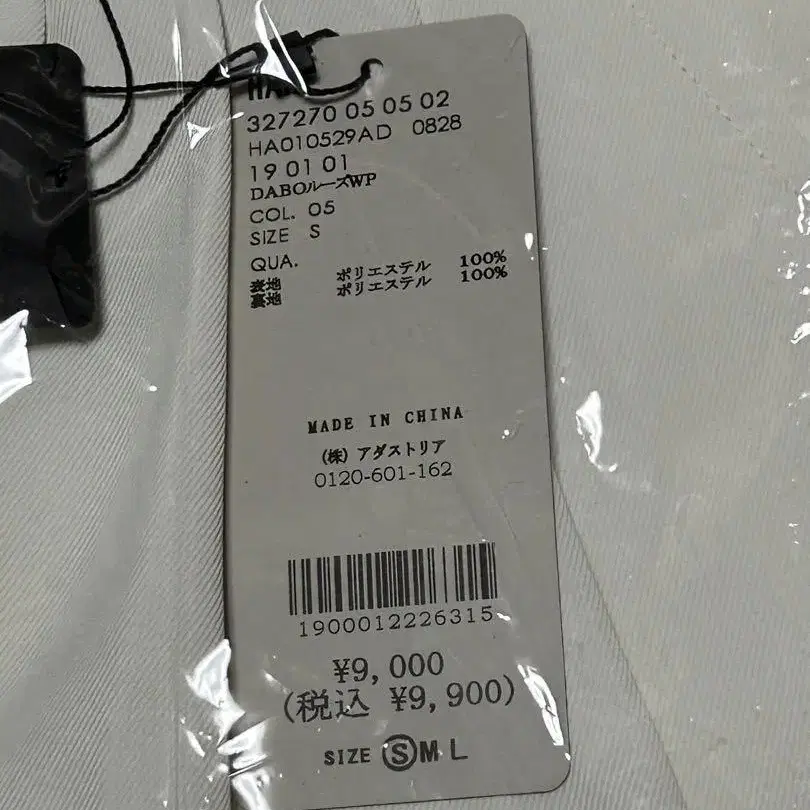 327270 05 05 02
HA010529AD 0828
19 01 01
DABOルーズWP
COL. 05
SIZE S
QUA.
表地 ポリエステル 100%
裏地 ポリエステル 100%
MADE IN CHINA
(株) アダストリア
0120-601-162
1900012226315
¥9,000
(税込 ¥9,900)
SIZE S M L